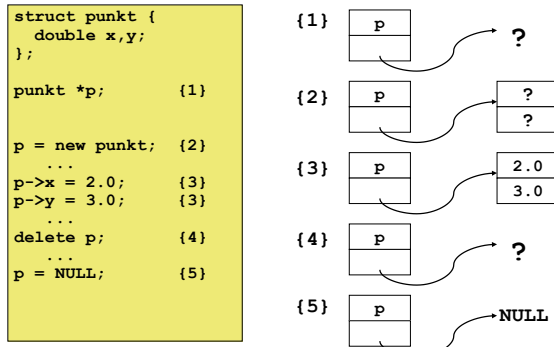 struct punkt {
double x,y;
};
punkt *p; {1}
p = new punkt; {2}
...
p->x = 2.0; {3}
p->y = 3.0; {3}
...
delete p; {4}
...
p = NULL; {5}
{1} p ?
{2} p ?
?
{3} p 2.0
3.0
{4} p ?
{5} p NULL